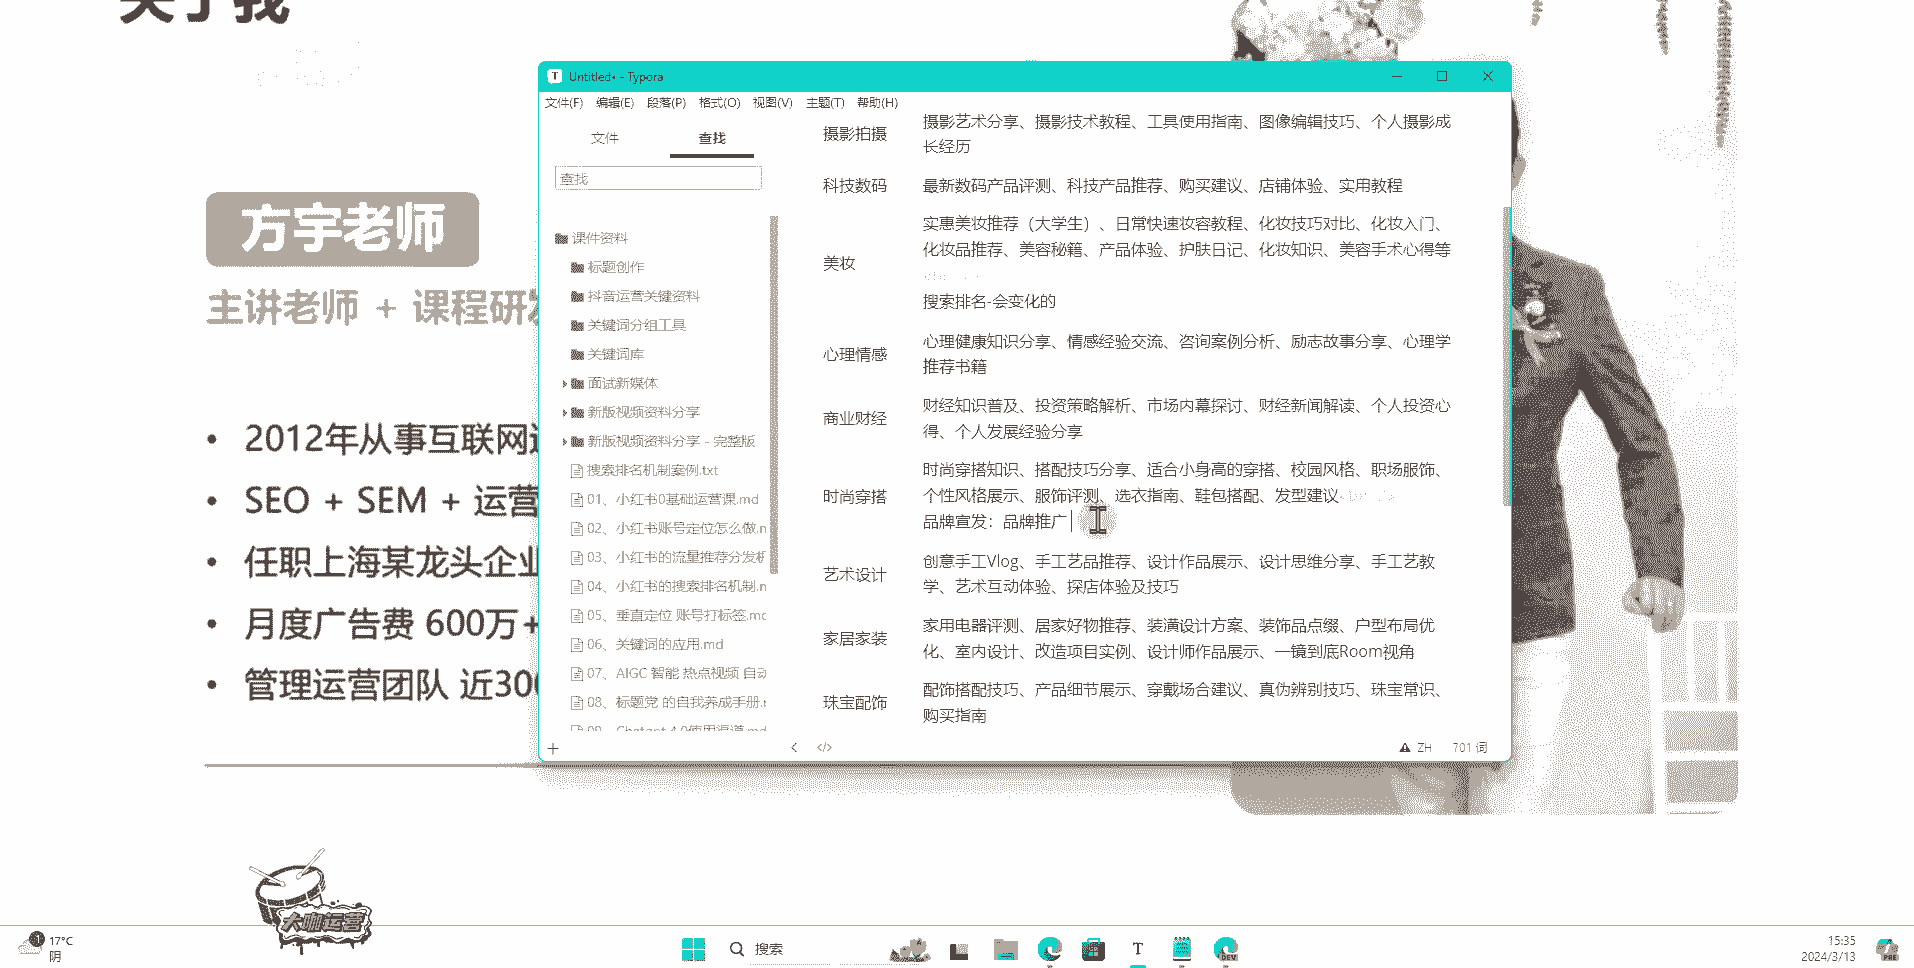 关于我
方宇老师
主讲老师 + 课程研
2012年从事互联网
SEO + SEM + 运营
任职上海某龙头企业
月度广告费 600万+
管理运营团队 近30
Untitled• - Typora
文件(F) 编辑(E) 段落(P) 格式(O) 视图(V) 主题(T) 帮助(H)
文件 查找
查找
课件资料
标题创作
抖音运营关键资料
关键词分组工具
关键词库
面试新媒体
新版视频资料分享
新版视频资料分享 - 完整版
搜索排名机制案例.txt
01、小红书0基础运营课.md
02、小红书账号定位怎么做.n
03、小红书的流量推荐分发机
04、小红书的搜索排名机制.n
05、垂直定位 账号打标签.mc
06、关键词的应用.md
07、AIGC 智能 热点视频 自动
08、标题党 的自我养成手册.r
摄影拍摄
摄影艺术分享、摄影技术教程、工具使用指南、图像编辑技巧、个人摄影成
长经历
科技数码
最新数码产品评测、科技产品推荐、购买建议、店铺体验、实用教程
美妆
实惠美妆推荐（大学生）、日常快速妆容教程、化妆技巧对比、化妆入门、
化妆品推荐、美容秘籍、产品体验、护肤日记、化妆知识、美容手术心得等
搜索排名-会变化的
心理情感
心理健康知识分享、情感经验交流、咨询案例分析、励志故事分享、心理学
推荐书籍
商业财经
财经知识普及、投资策略解析、市场内幕探讨、财经新闻解读、个人投资心
得、个人发展经验分享
时尚穿搭
时尚穿搭知识、搭配技巧分享、适合小身高的穿搭、校园风格、职场服饰、
个性风格展示、服饰评测、选衣指南、鞋包搭配、发型建议
品牌宣发：品牌推广
艺术设计
创意手工Vlog、手工艺品推荐、设计作品展示、设计思维分享、手工艺教
学、艺术互动体验、探店体验及技巧
家居家装
家用电器评测、居家好物推荐、装潢设计方案、装饰品点缀、户型布局优
化、室内设计、改造项目实例、设计师作品展示、一镜到底Room视角
珠宝配饰
配饰搭配技巧、产品细节展示、穿戴场合建议、真伪辨别技巧、珠宝常识、
购买指南
ZH 701 词
大咖运营
1
17°C
阴
搜索
DEV
15:35
2024/3/13
PRE